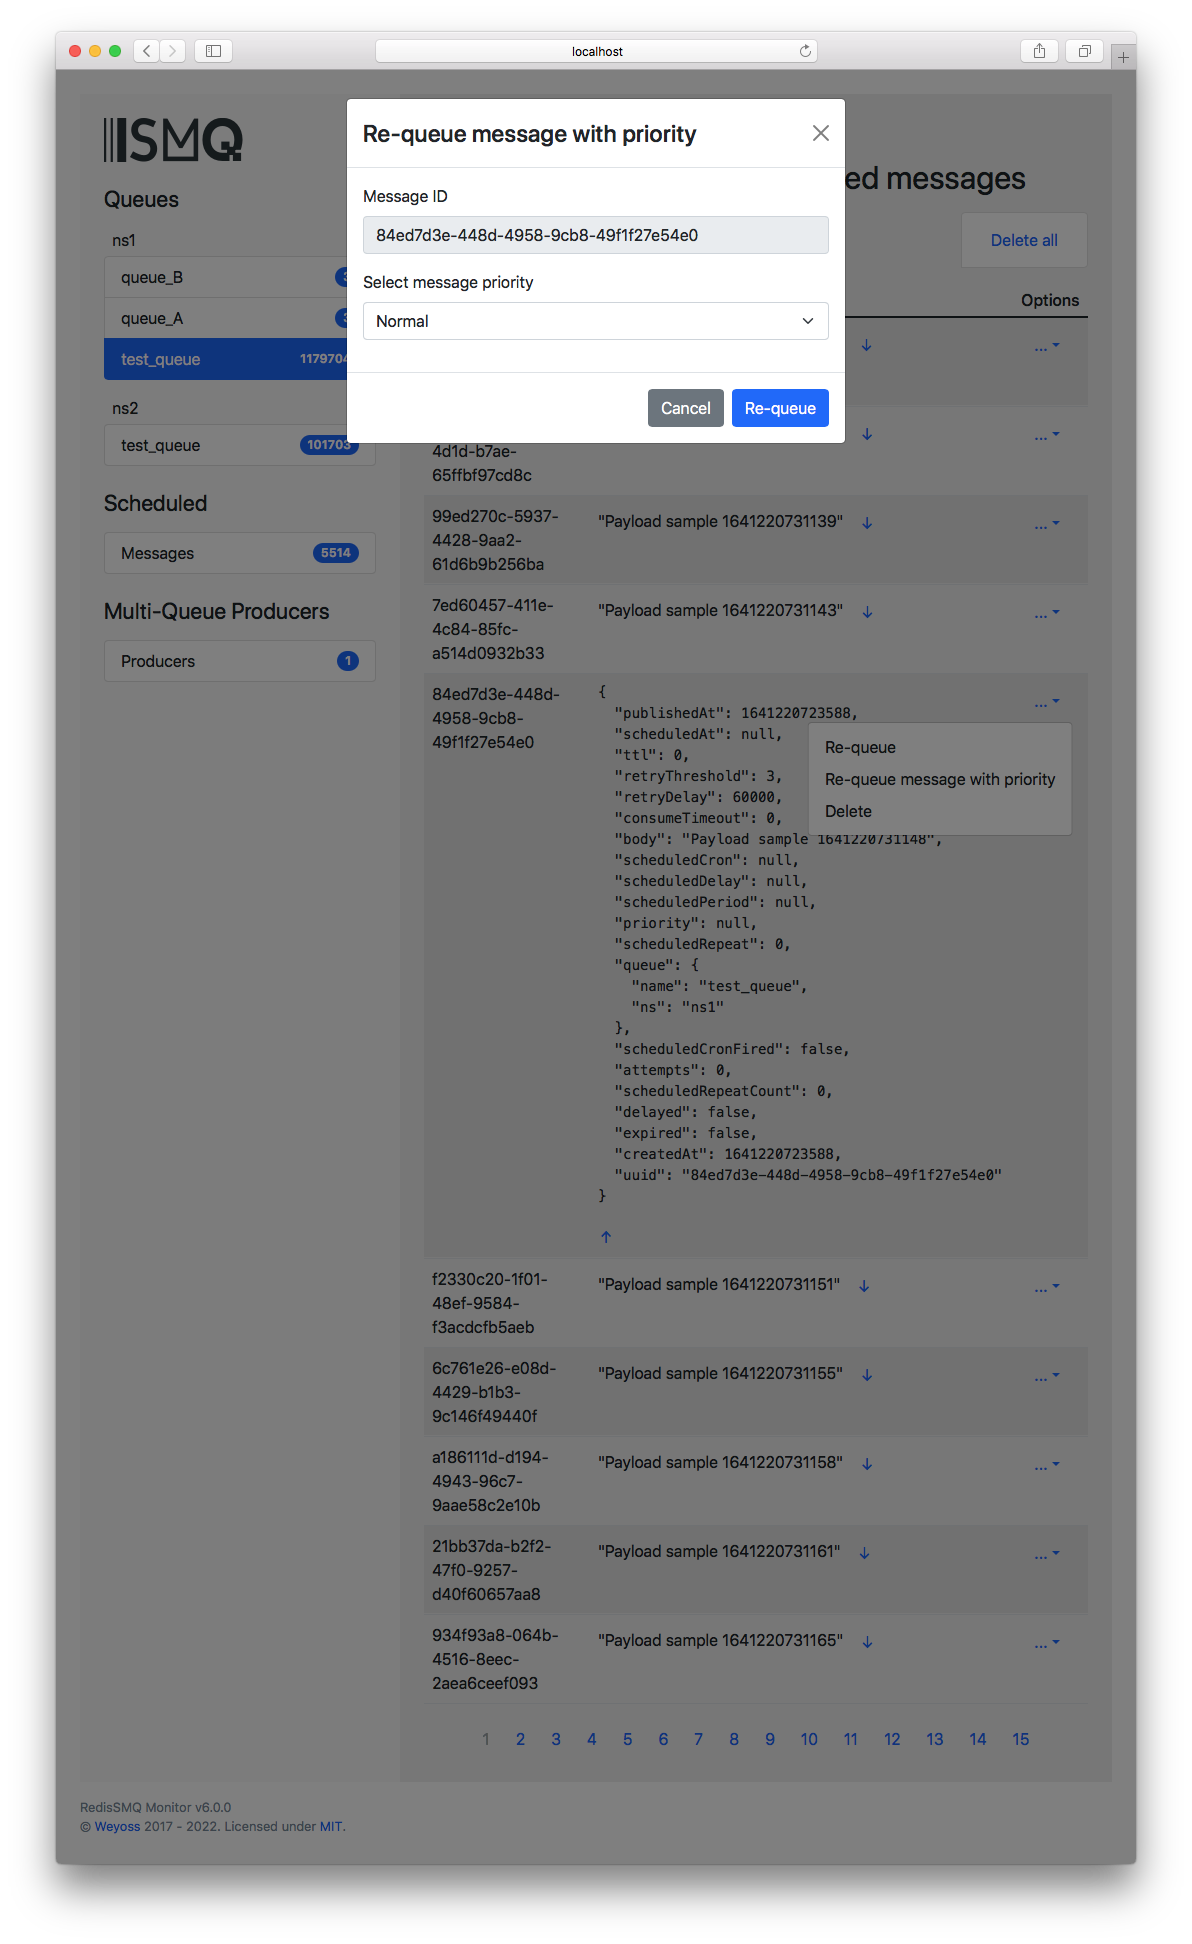 localhost
ISMQ
Re-queue message with priority
Message ID
84ed7d3e-448d-4958-9cb8-49f1f27e54e0
Select message priority
Normal
Cancel
Re-queue
Queues
ns1
queue_B
queue_A
test_queue 1179704
ns2
test_queue 101703
Scheduled
Messages 5514
Multi-Queue Producers
Producers 1
ed messages
Delete all
Options
...
4d1d-b7ae-
65ffbf97cd8c
...
99ed270c-5937-
4428-9aa2-
61d6b9b256ba
"Payload sample 1641220731139"
...
7ed60457-411e-
4c84-85fc-
a514d0932b33
"Payload sample 1641220731143"
...
84ed7d3e-448d-
4958-9cb8-
49f1f27e54e0
{
"publishedAt": 1641220723588,
"scheduledAt": null,
"ttl": 0,
"retryThreshold": 3,
"retryDelay": 60000,
"consumeTimeout": 0,
"body": "Payload sample 1641220731148",
"scheduledCron": null,
"scheduledDelay": null,
"scheduledPeriod": null,
"priority": null,
"scheduledRepeat": 0,
"queue": {
"name": "test_queue",
"ns": "ns1"
},
"scheduledCronFired": false,
"attempts": 0,
"scheduledRepeatCount": 0,
"delayed": false,
"expired": false,
"createdAt": 1641220723588,
"uuid": "84ed7d3e-448d-4958-9cb8-49f1f27e54e0"
}
...
Re-queue
Re-queue message with priority
Delete
f2330c20-1f01-
48ef-9584-
f3acdcfb5aeb
"Payload sample 1641220731151"
...
6c761e26-e08d-
4429-b1b3-
9c146f49440f
"Payload sample 1641220731155"
...
a186111d-d194-
4943-96c7-
9aae58c2e10b
"Payload sample 1641220731158"
...
21bb37da-b2f2-
47f0-9257-
d40f60657aa8
"Payload sample 1641220731161"
...
934f93a8-064b-
4516-8eec-
2aea6ceef093
"Payload sample 1641220731165"
...
1 2 3 4 5 6 7 8 9 10 11 12 13 14 15
RedisSMQ Monitor v6.0.0
© Weyoss 2017 - 2022. Licensed under MIT.